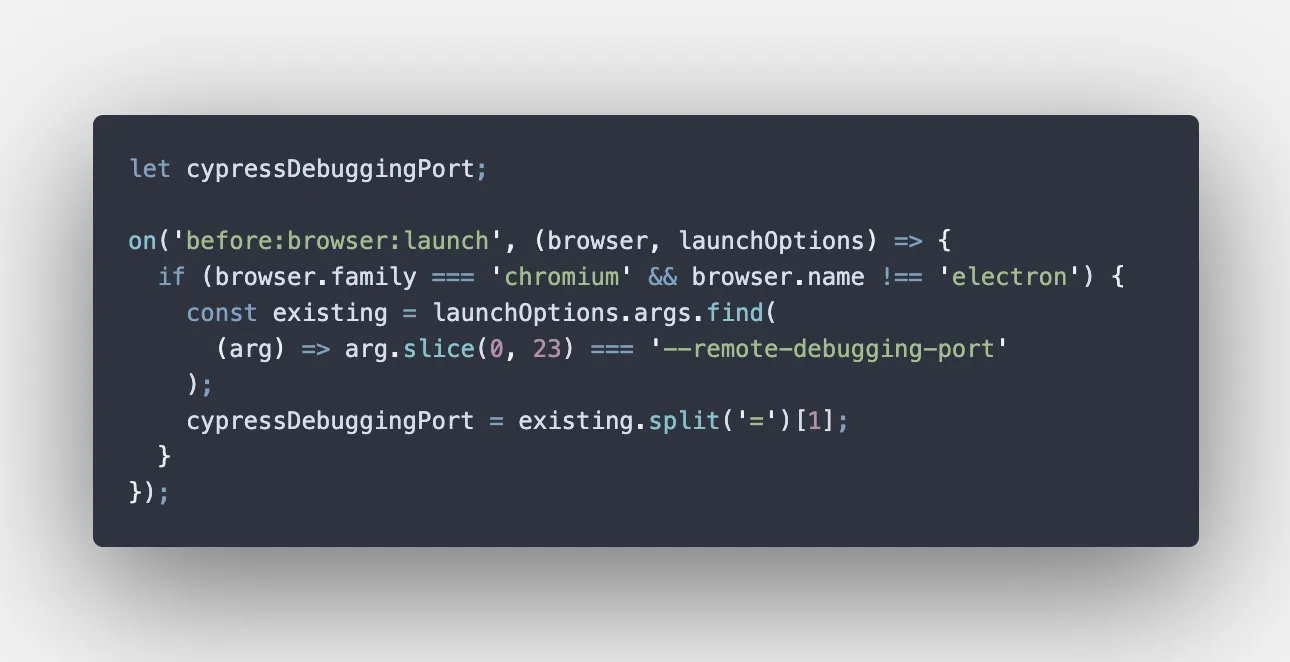 let cypressDebuggingPort;

on('before:browser:launch', (browser, launchOptions) => {
  if (browser.family === 'chromium' && browser.name !== 'electron') {
    const existing = launchOptions.args.find(
      (arg) => arg.slice(0, 23) === '--remote-debugging-port'
    );
    cypressDebuggingPort = existing.split('=')[1];
  }
});